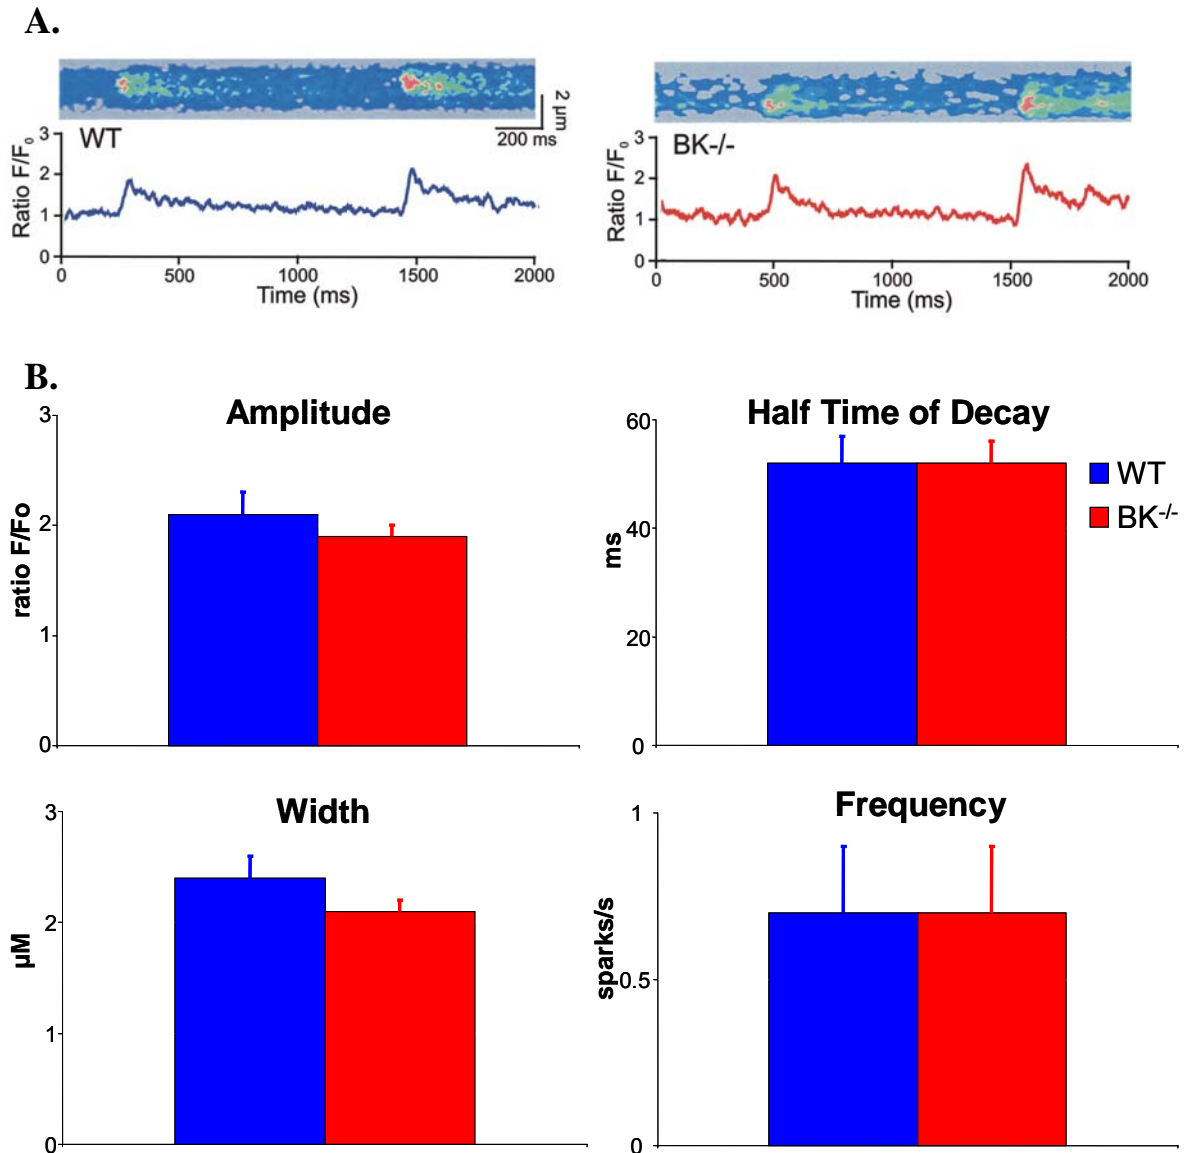 A.
WT
Ratio F/F₀
3
2
1
0
0 500 1000 1500 2000
Time (ms)
200 ms
2 µm
BK-/-
Ratio F/F₀
3
2
1
0
0 500 1000 1500 2000
Time (ms)
B.
Amplitude
ratio F/Fo
3
2
1
0
Half Time of Decay
ms
60
40
20
0
WT
BK-/-
Width
µM
3
2
1
0
Frequency
sparks/s
1
0.5
0